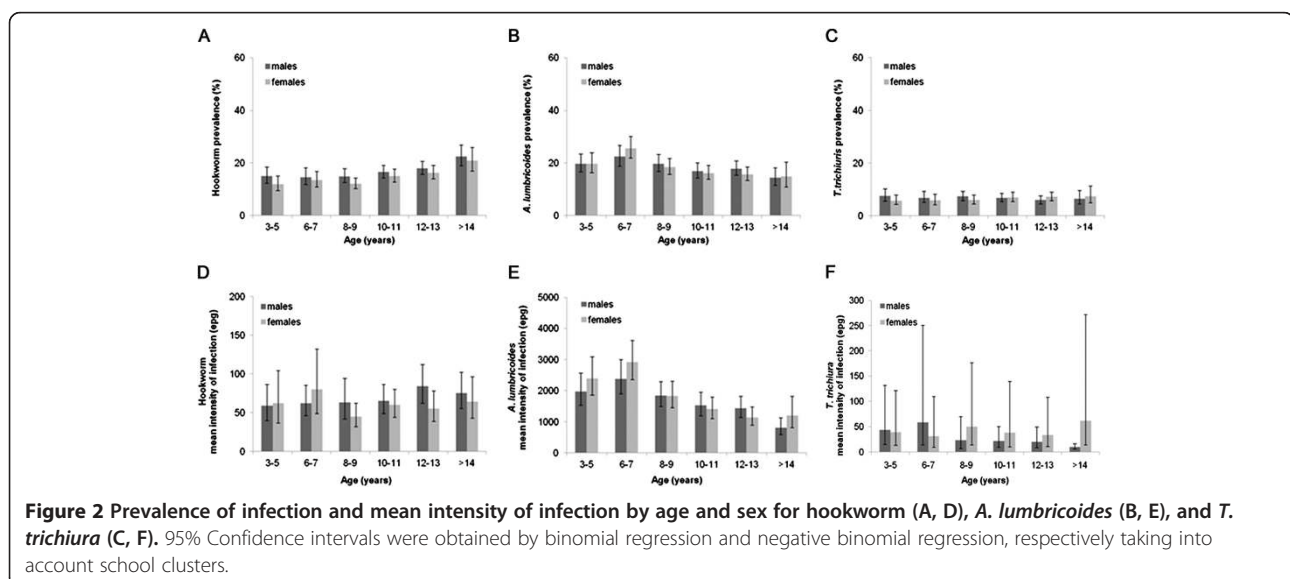 A
Hookworm prevalence (%)
60
40
20
0
males
females
3-5 6-7 8-9 10-11 12-13 >14
Age (years)
B
A. lumbricoides prevalence (%)
60
40
20
0
males
females
3-5 6-7 8-9 10-11 12-13 >14
Age (years)
C
T.trichiuris prevalence (%)
60
40
20
0
males
females
3-5 6-7 8-9 10-11 12-13 >14
Age (years)
D
Hookworm
mean intensity of infection (epg)
200
150
100
50
0
males
females
3-5 6-7 8-9 10-11 12-13 >14
Age (years)
E
A. lumbricoides
mean intensity of infection (epg)
5000
4000
3000
2000
1000
0
males
females
3-5 6-7 8-9 10-11 12-13 >14
Age (years)
F
T. trichiura
mean intensity of infection (epg)
300
250
200
150
100
50
0
males
females
3-5 6-7 8-9 10-11 12-13 >14
Age (years)
Figure 2 Prevalence of infection and mean intensity of infection by age and sex for hookworm (A, D), A. lumbricoides (B, E), and T.
trichiura (C, F). 95% Confidence intervals were obtained by binomial regression and negative binomial regression, respectively taking into
account school clusters.